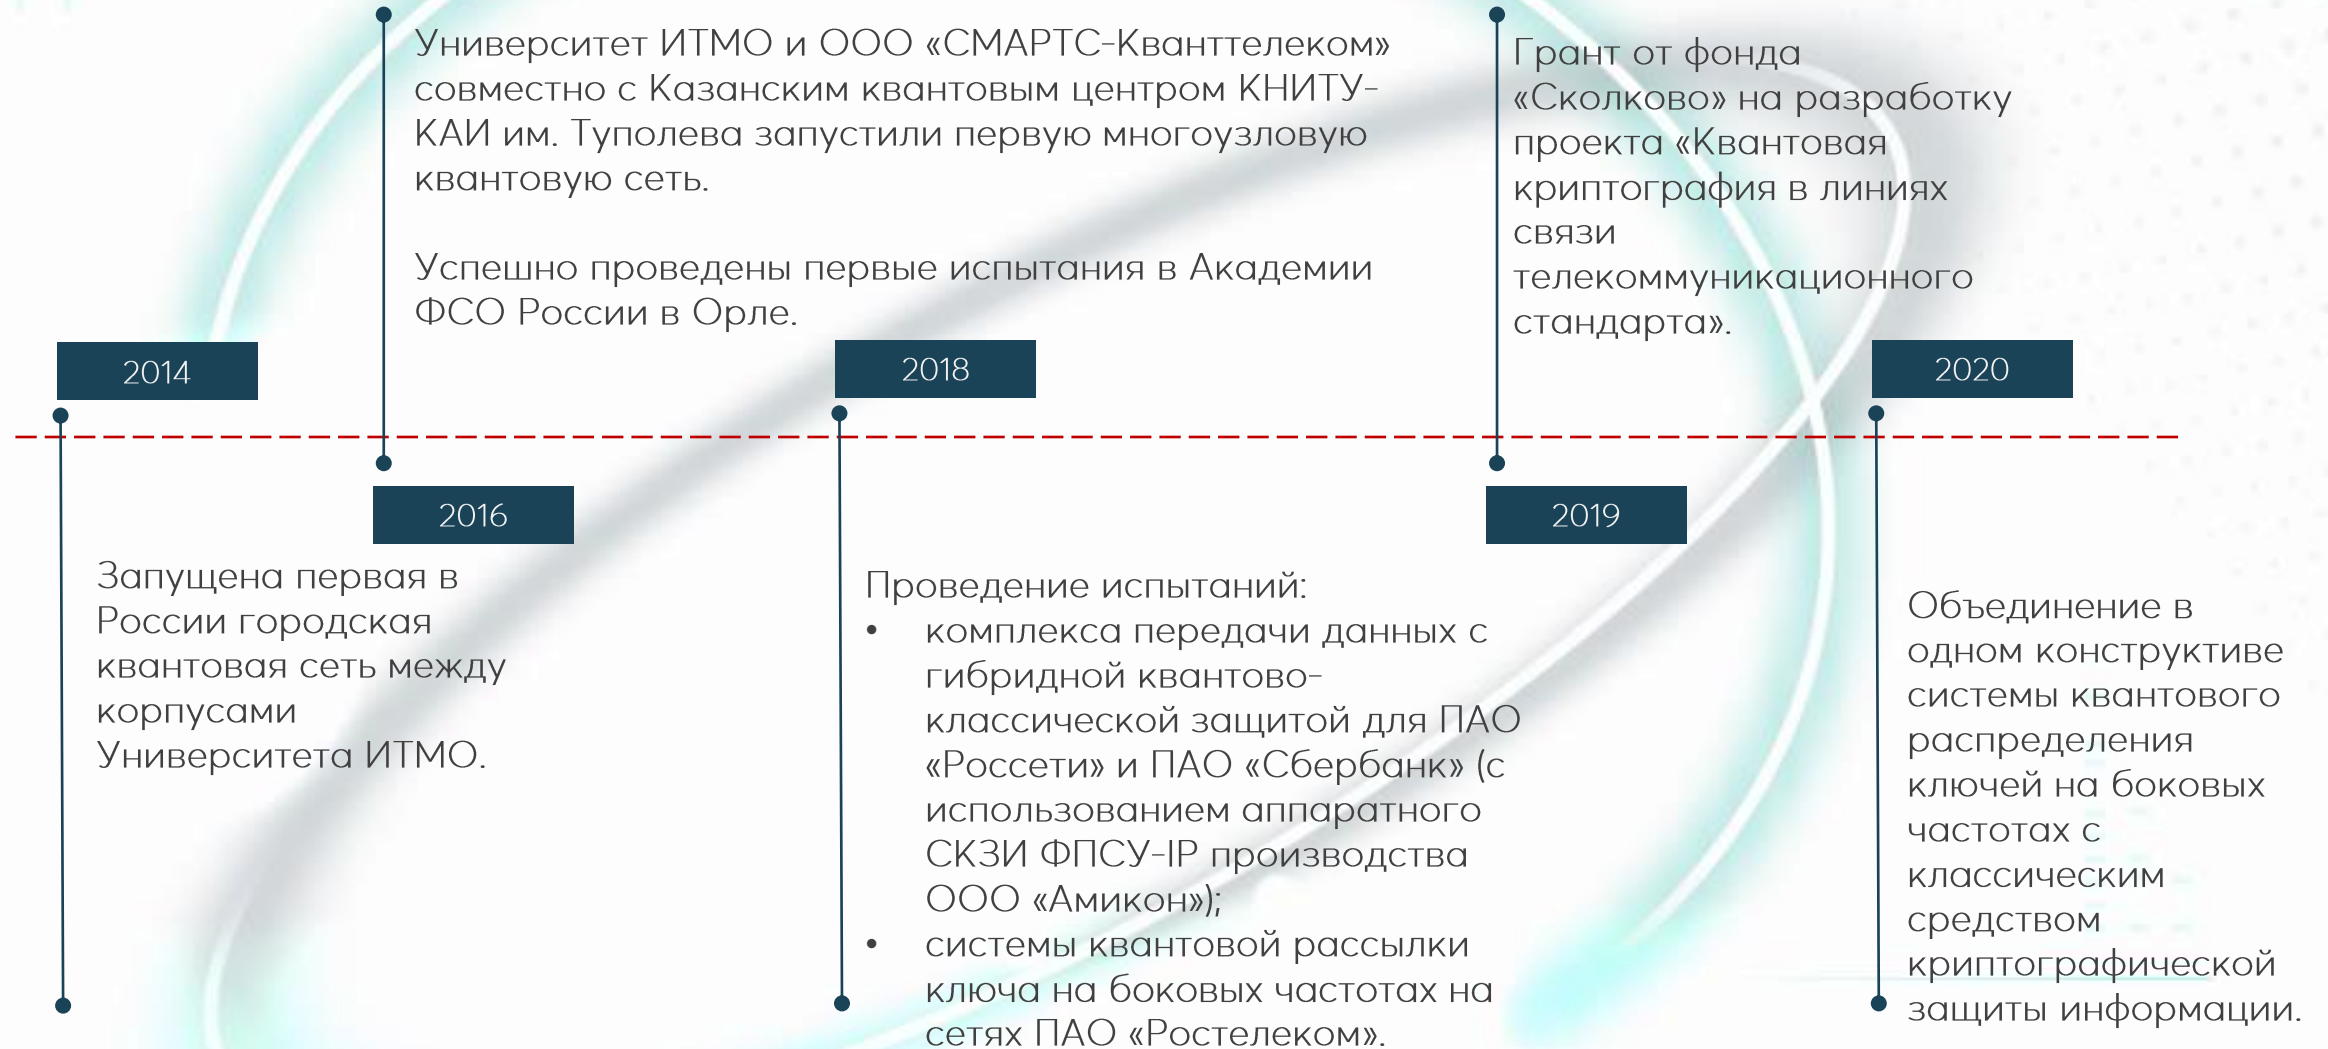 2014
Запущена первая в
России городская
квантовая сеть между
корпусами
Университета ИТМО.
Университет ИТМО и ООО «СМАРТС-Кванттелеком»
совместно с Казанским квантовым центром КНИТУ-
КАИ им. Туполева запустили первую многоузловую
квантовую сеть.
Успешно проведены первые испытания в Академии
ФСО России в Орле.
2016
2018
Проведение испытаний:
• комплекса передачи данных с
гибридной квантово-
классической защитой для ПАО
«Россети» и ПАО «Сбербанк» (с
использованием аппаратного
СКЗИ ФПСУ-IP производства
ООО «Амикон»);
• системы квантовой рассылки
ключа на боковых частотах на
сетях ПАО «Ростелеком».
Грант от фонда
«Сколково» на разработку
проекта «Квантовая
криптография в линиях
связи
телекоммуникационного
стандарта».
2019
2020
Объединение в
одном конструктиве
системы квантового
распределения
ключей на боковых
частотах с
классическим
средством
криптографической
защиты информации.